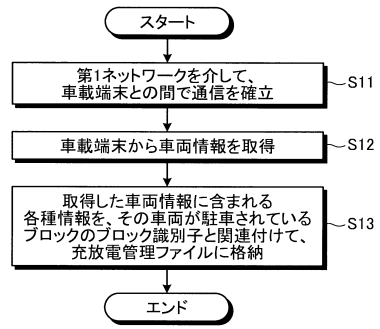 スタート
第1ネットワークを介して、
車載端末との間で通信を確立
S11
車載端末から車両情報を取得
S12
取得した車両情報に含まれる
各種情報を、その車両が駐車されている
ブロックのブロック識別子と関連付けて、
充放電管理ファイルに格納
S13
エンド